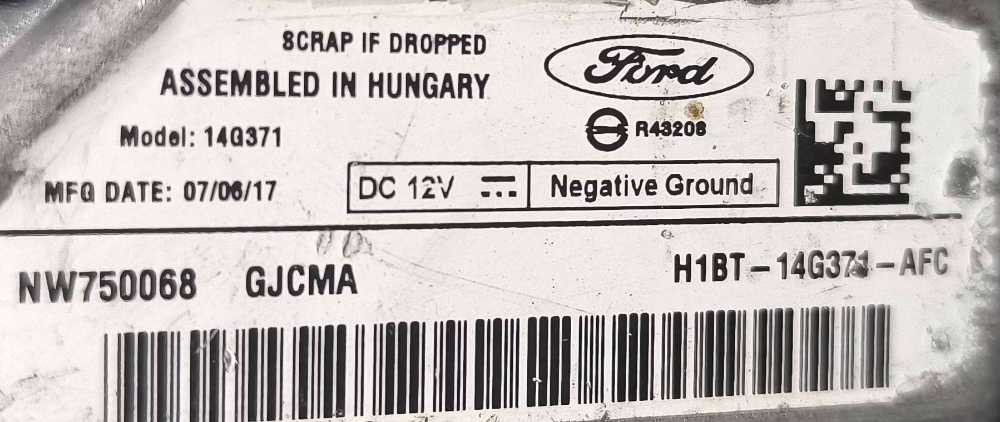 SCRAP IF DROPPED
Ford
ASSEMBLED IN HUNGARY
R43208
Model: 14G371
MFG DATE: 07/06/17
DC 12V
Negative Ground
NW750068 GJCMA
H1BT-14G371-AFC